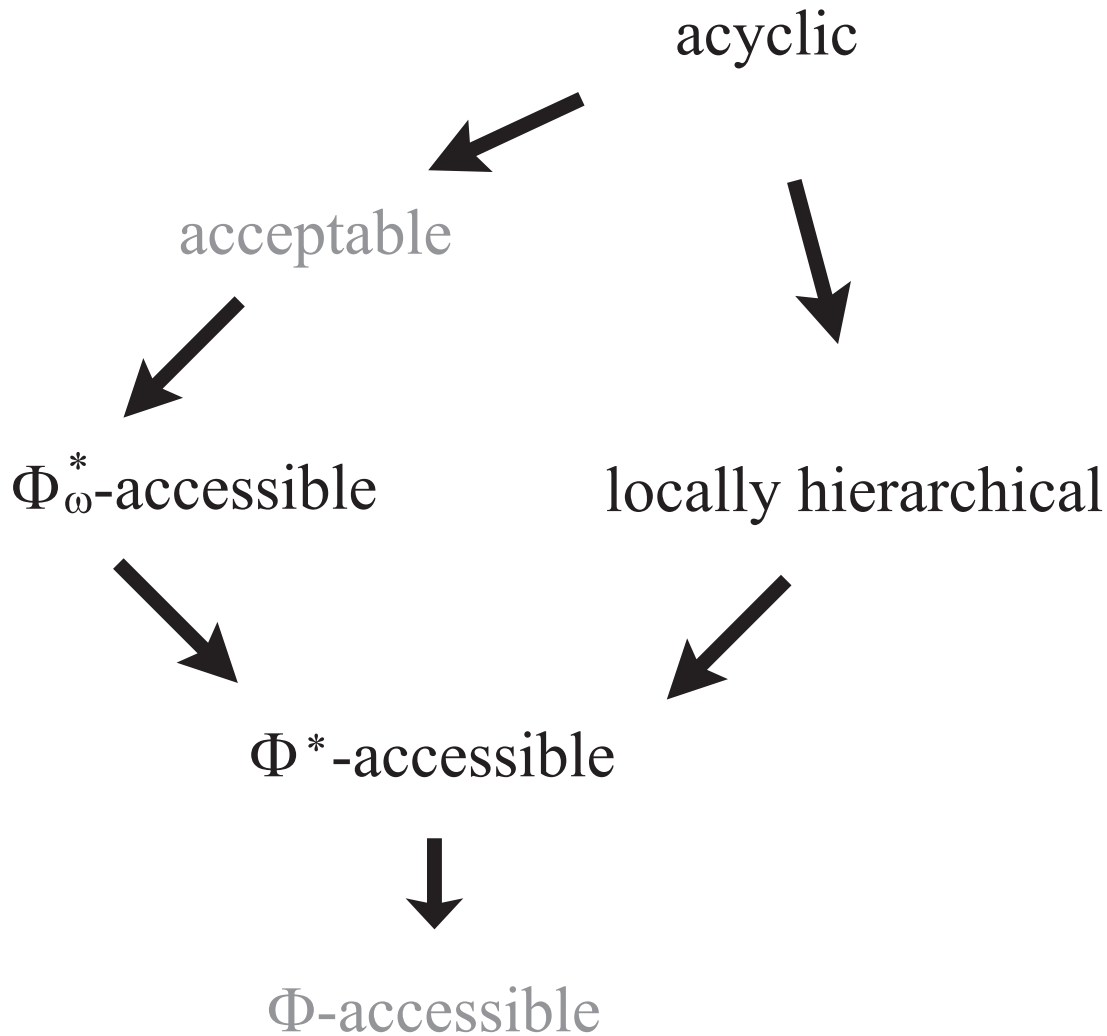 acyclic
acceptable
Φ*ω-accessible
locally hierarchical
Φ*-accessible
Φ-accessible